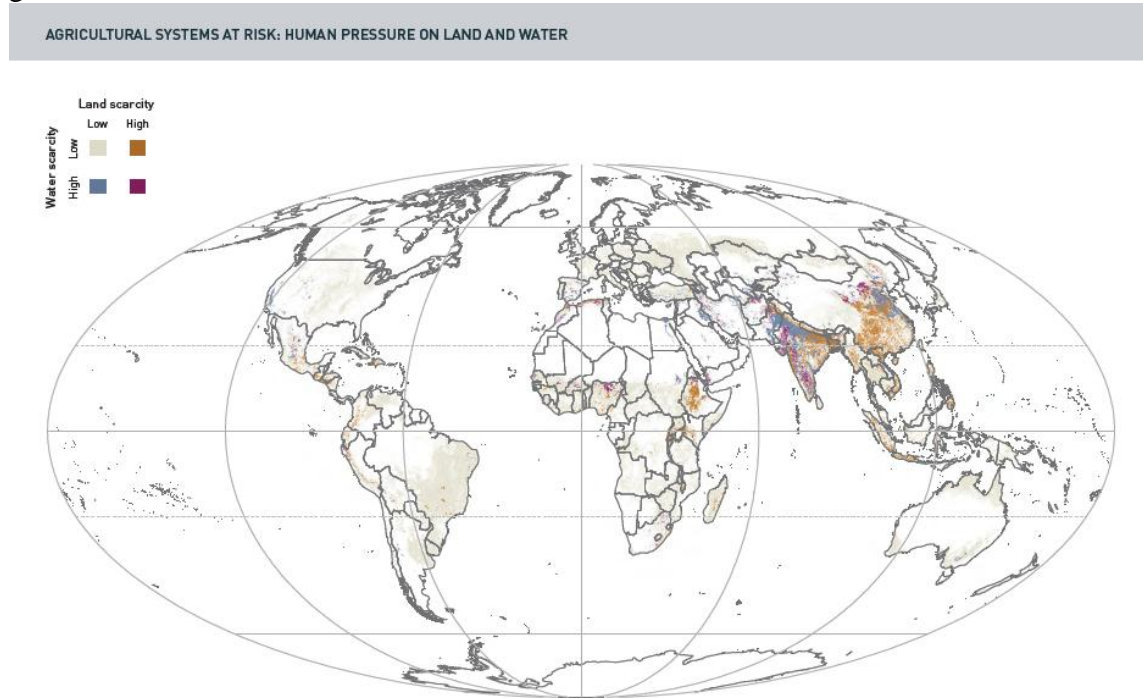 AGRICULTURAL SYSTEMS AT RISK: HUMAN PRESSURE ON LAND AND WATER
Land scarcity
Low High
Water scarcity
Low
High